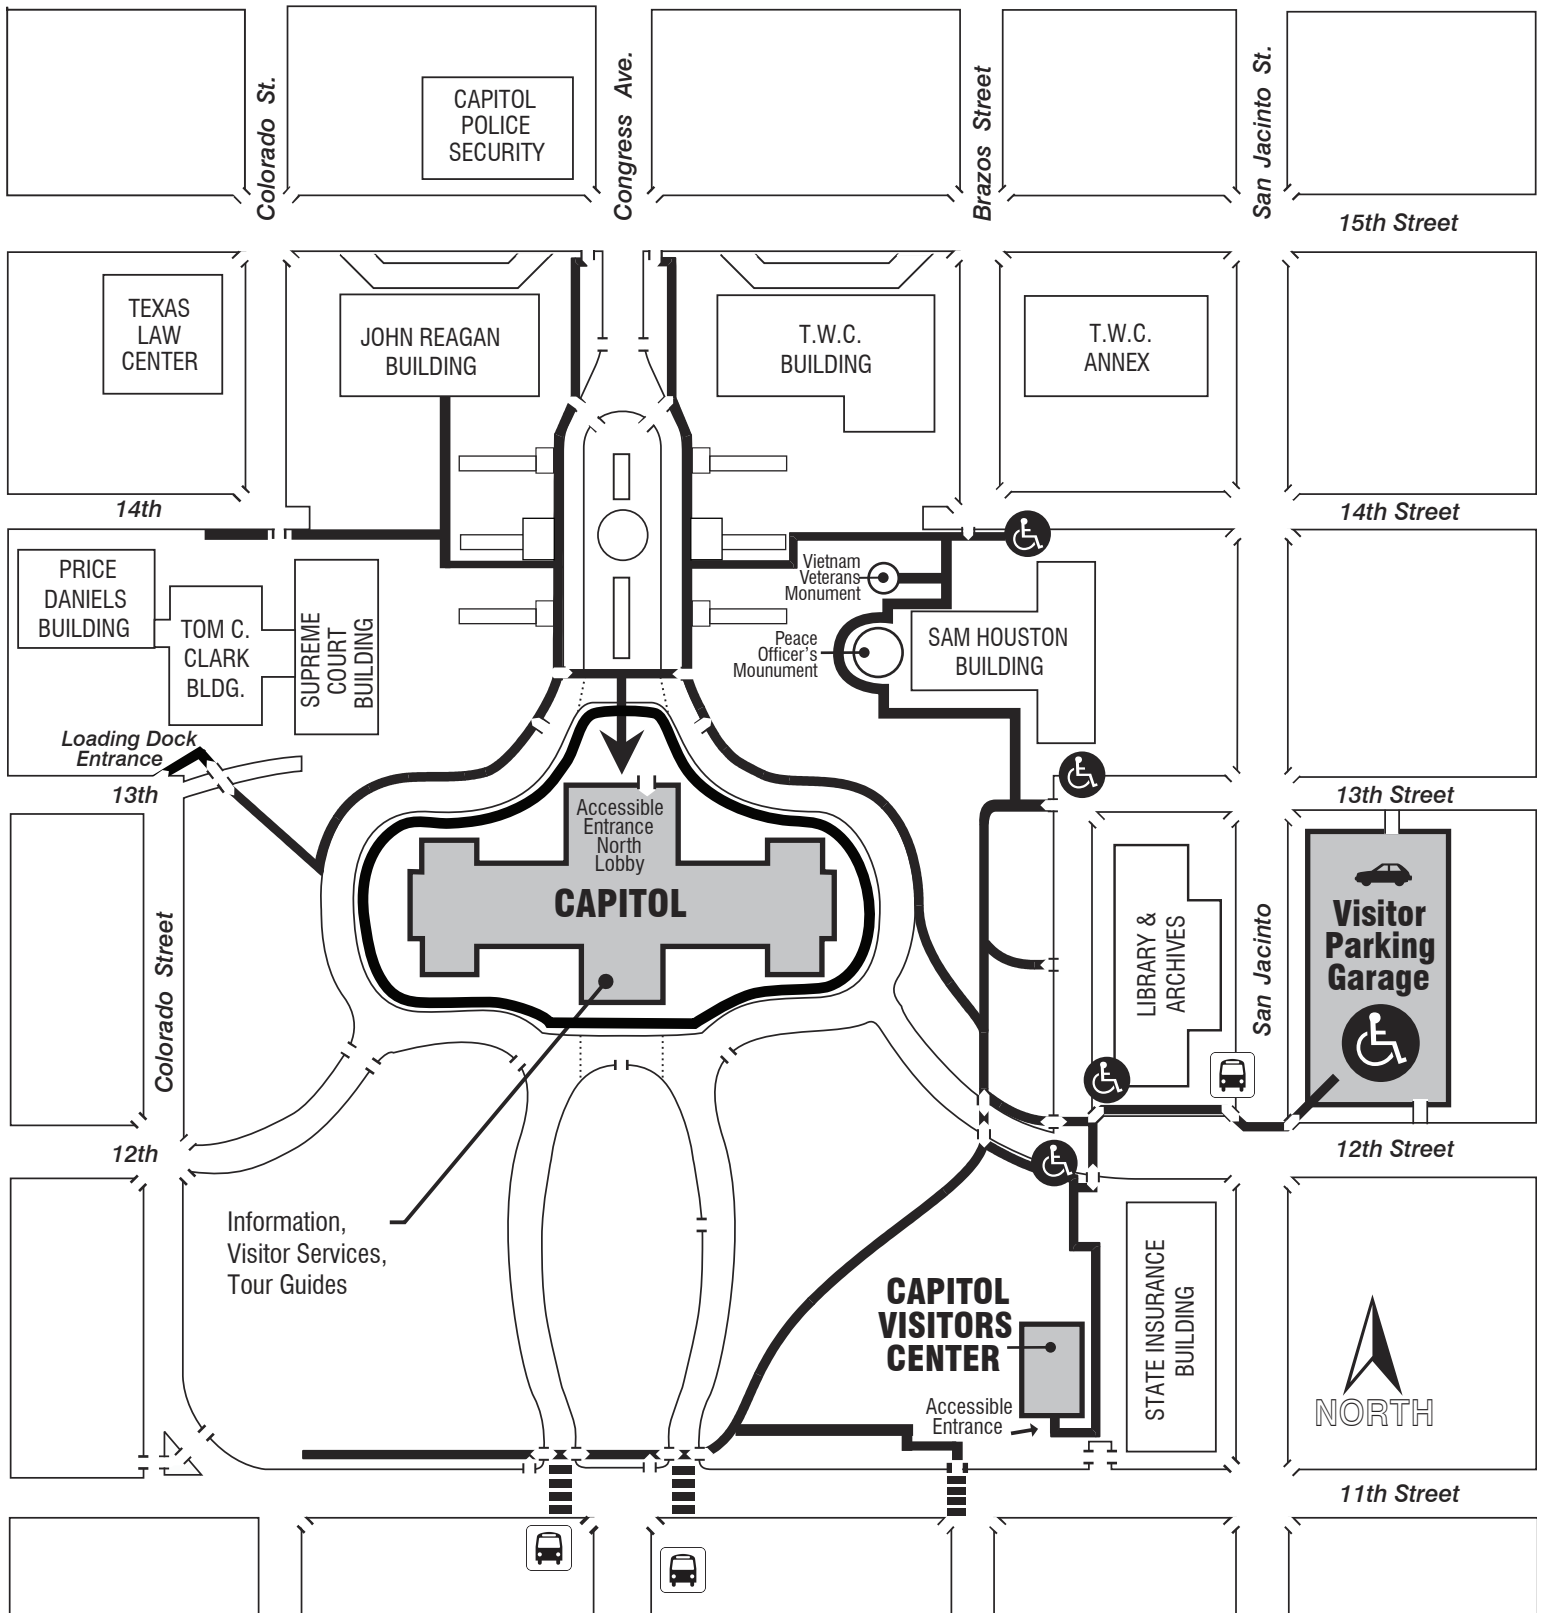 Colorado St.
Congress Ave.
Brazos Street
San Jacinto St.
CAPITOL
POLICE
SECURITY
15th Street
TEXAS
LAW
CENTER
JOHN REAGAN
BUILDING
T.W.C.
BUILDING
T.W.C.
ANNEX
14th
14th Street
PRICE
DANIELS
BUILDING
TOM C.
CLARK
BLDG.
SUPREME
COURT
BUILDING
Vietnam
Veterans
Monument
Peace
Officer's
Mounument
SAM HOUSTON
BUILDING
Loading Dock
Entrance
13th
13th Street
Accessible
Entrance
North
Lobby
CAPITOL
Colorado Street
LIBRARY &
ARCHIVES
San Jacinto
Visitor
Parking
Garage
12th
12th Street
Information,
Visitor Services,
Tour Guides
CAPITOL
VISITORS
CENTER
Accessible
Entrance
STATE INSURANCE
BUILDING
NORTH
11th Street